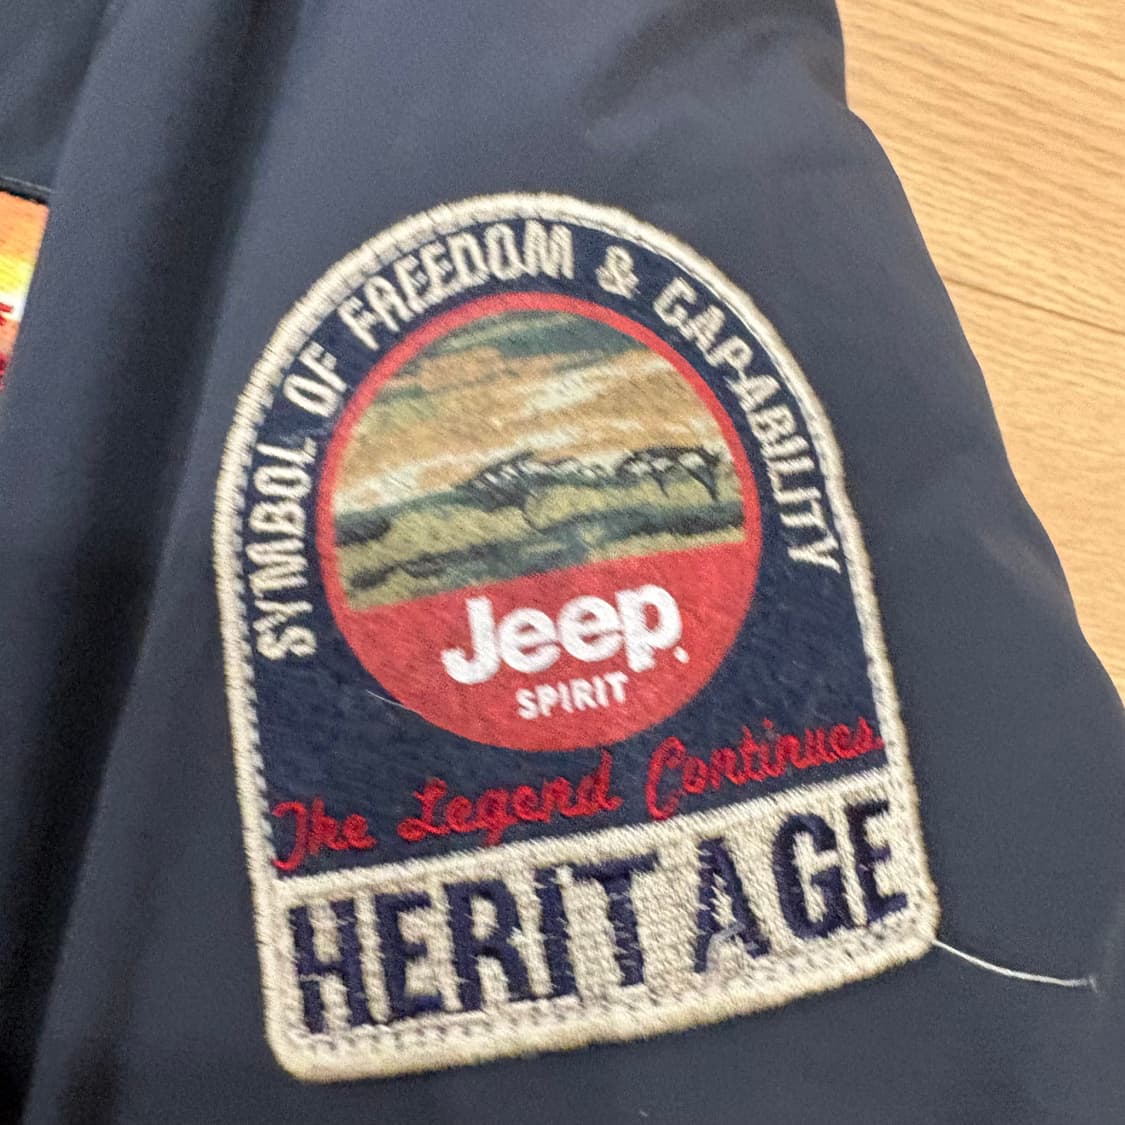 SYMBOL OF FREEDOM & CAPABILITY
Jeep.
SPIRIT
The Legend Continues
HERITAGE